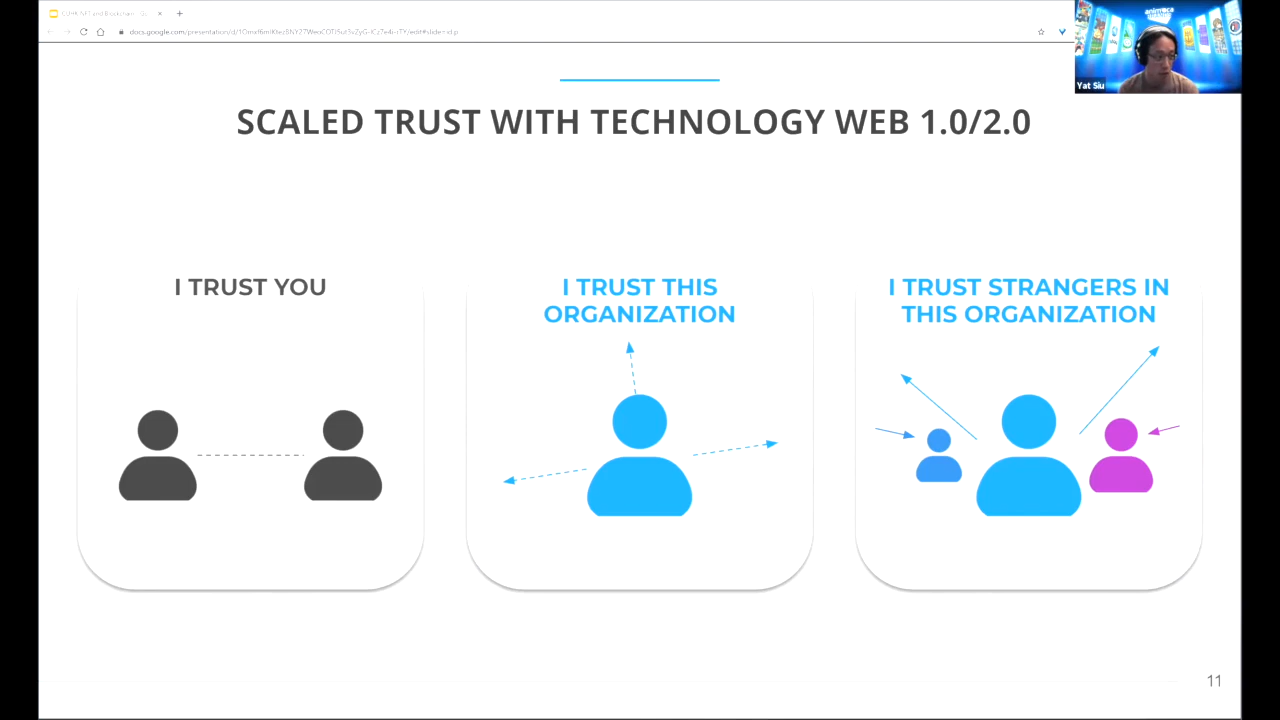 SCALED TRUST WITH TECHNOLOGY WEB 1.0/2.0
I TRUST YOU
I TRUST THIS
ORGANIZATION
I TRUST STRANGERS IN
THIS ORGANIZATION
animoca
Yat Siu
11